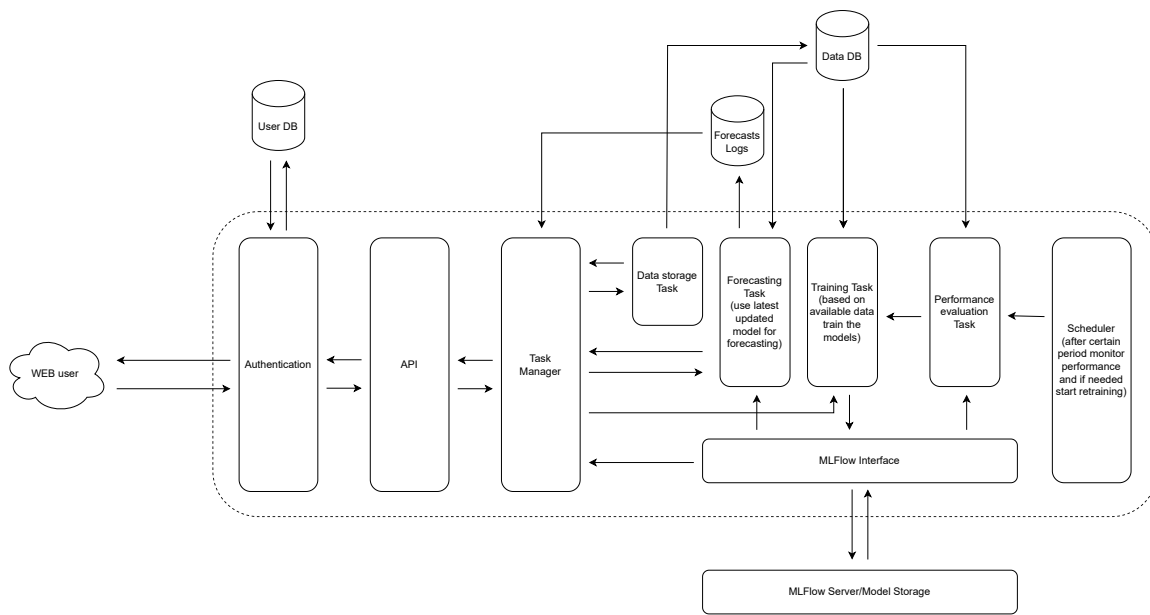 Data DB
User DB
Forecasts
Logs
WEB user
Authentication
API
Task
Manager
Data storage
Task
Forecasting
Task
(use latest
updated
model for
forecasting)
Training Task
(based on
available data
train the
models)
Performance
evaluation
Task
Scheduler
(after certain
period monitor
performance
and if needed
start retraining)
MLFlow Interface
MLFlow Server/Model Storage